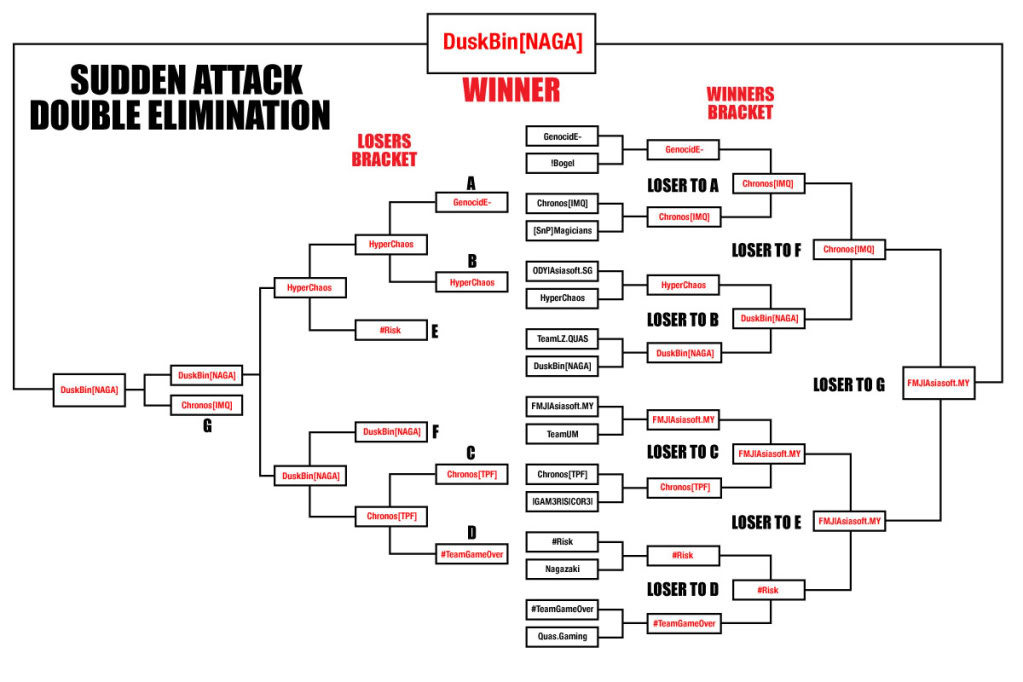 DuskBin[NAGA]
WINNER
SUDDEN ATTACK
DOUBLE ELIMINATION
LOSERS
BRACKET
A
GenocidE-
HyperChaos
B
HyperChaos
HyperChaos
#Risk
E
DuskBin[NAGA]
DuskBin[NAGA]
Chronos[IMQ]
G
DuskBin[NAGA]
F
C
Chronos[TPF]
DuskBin[NAGA]
Chronos[TPF]
D
#TeamGameOver
WINNERS
BRACKET
GenocidE-
!Bogel
GenocidE-
LOSER TO A
Chronos[IMQ]
Chronos[IMQ]
[SnP]Magicians
Chronos[IMQ]
LOSER TO F
Chronos[IMQ]
ODY|Asiasoft.SG
HyperChaos
HyperChaos
LOSER TO B
DuskBin[NAGA]
TeamLZ.QUAS
DuskBin[NAGA]
DuskBin[NAGA]
LOSER TO G
FMJ|Asiasoft.MY
FMJ|Asiasoft.MY
TeamUM
FMJ|Asiasoft.MY
LOSER TO C
FMJ|Asiasoft.MY
Chronos[TPF]
|GAM3RS|COR3|
Chronos[TPF]
LOSER TO E
FMJ|Asiasoft.MY
#Risk
Nagazaki
#Risk
LOSER TO D
#Risk
#TeamGameOver
Quas.Gaming
#TeamGameOver